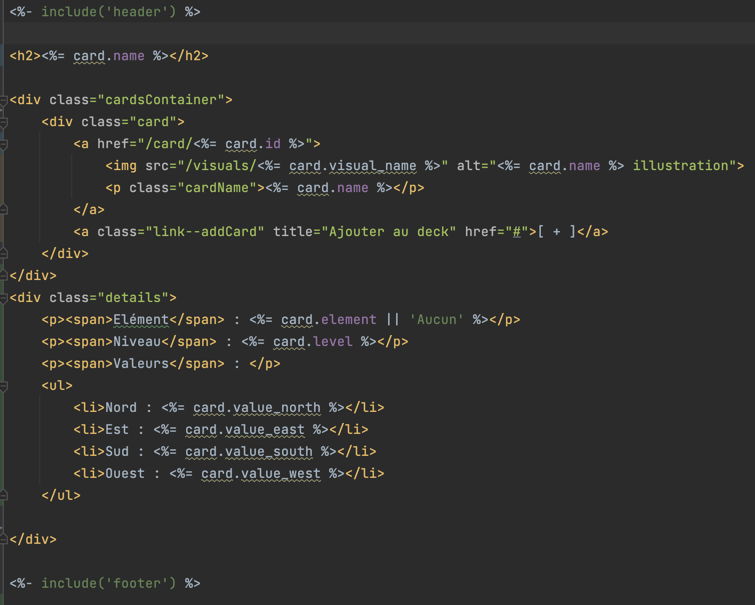 <%- include('header') %>
<h2><%= card.name %></h2>
<div class="cardsContainer">
<div class="card">
<a href="/card/<%= card.id %>">
<img src="/visuals/<%= card.visual_name %>" alt="<%= card.name %> illustration">
<p class="cardName"><%= card.name %></p>
</a>
<a class="link--addCard" title="Ajouter au deck" href="#">[ + ]</a>
</div>
</div>
<div class="details">
<p><span>Elément</span> : <%= card.element || 'Aucun' %></p>
<p><span>Niveau</span> : <%= card.level %></p>
<p><span>Valeurs</span> : </p>
<ul>
<li>Nord : <%= card.value_north %></li>
<li>Est : <%= card.value_east %></li>
<li>Sud : <%= card.value_south %></li>
<li>Ouest : <%= card.value_west %></li>
</ul>
</div>
<%- include('footer') %>